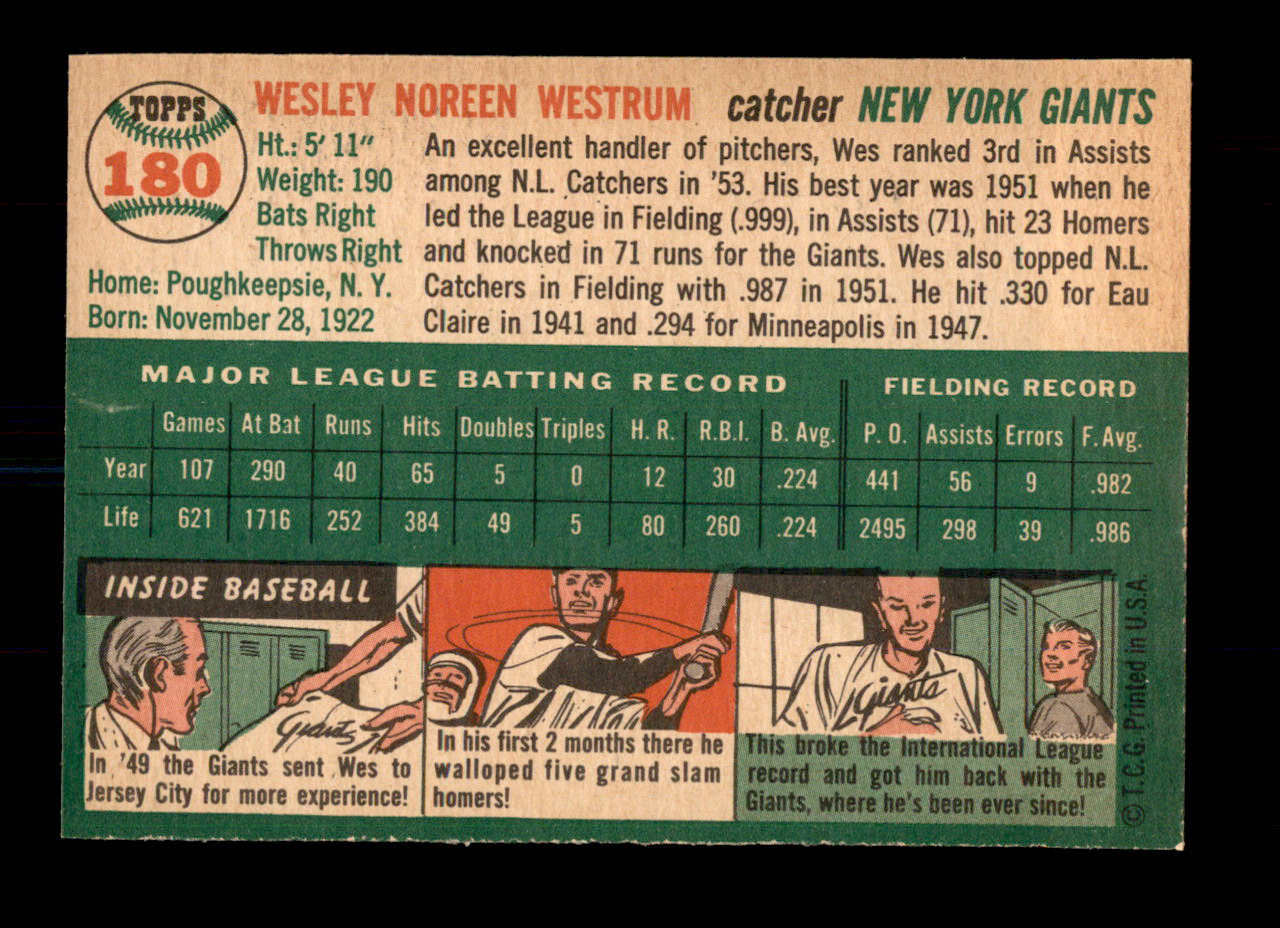 TOPPS
180
WESLEY NOREEN WESTRUM catcher NEW YORK GIANTS
Ht.: 5' 11"
Weight: 190
Bats Right
Throws Right
Home: Poughkeepsie, N. Y.
Born: November 28, 1922
An excellent handler of pitchers, Wes ranked 3rd in Assists
among N.L. Catchers in '53. His best year was 1951 when he
led the League in Fielding (.999), in Assists (71), hit 23 Homers
and knocked in 71 runs for the Giants. Wes also topped N.L.
Catchers in Fielding with .987 in 1951. He hit .330 for Eau
Claire in 1941 and .294 for Minneapolis in 1947.
MAJOR LEAGUE BATTING RECORD FIELDING RECORD
Games At Bat Runs Hits Doubles Triples H. R. R.B.I. B. Avg. P. O. Assists Errors F. Avg.
Year 107 290 40 65 5 0 12 30 .224 441 56 9 .982
Life 621 1716 252 384 49 5 80 260 .224 2495 298 39 .986
INSIDE BASEBALL
Giants
In '49 the Giants sent Wes to
Jersey City for more experience!
In his first 2 months there he
walloped five grand slam
homers!
Giants
This broke the International League
record and got him back with the
Giants, where he's been ever since!
© T.C.G. Printed in U.S.A.